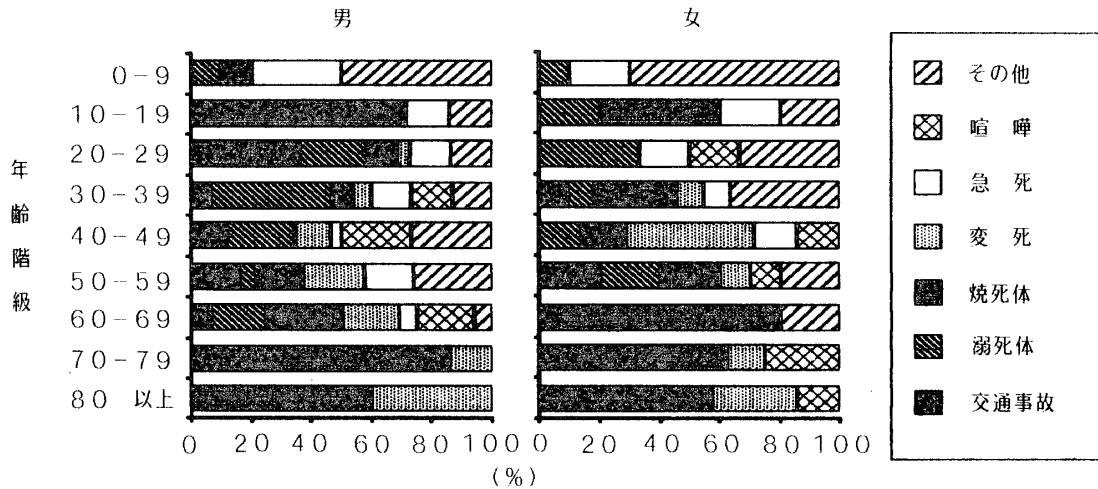 男 女
年齢階級
0-9
10-19
20-29
30-39
40-49
50-59
60-69
70-79
80 以上
0 20 40 60 80 100
0 20 40 60 80 100
(%)
その他
喧 嘩
急 死
変 死
焼死体
弱死体
交通事故